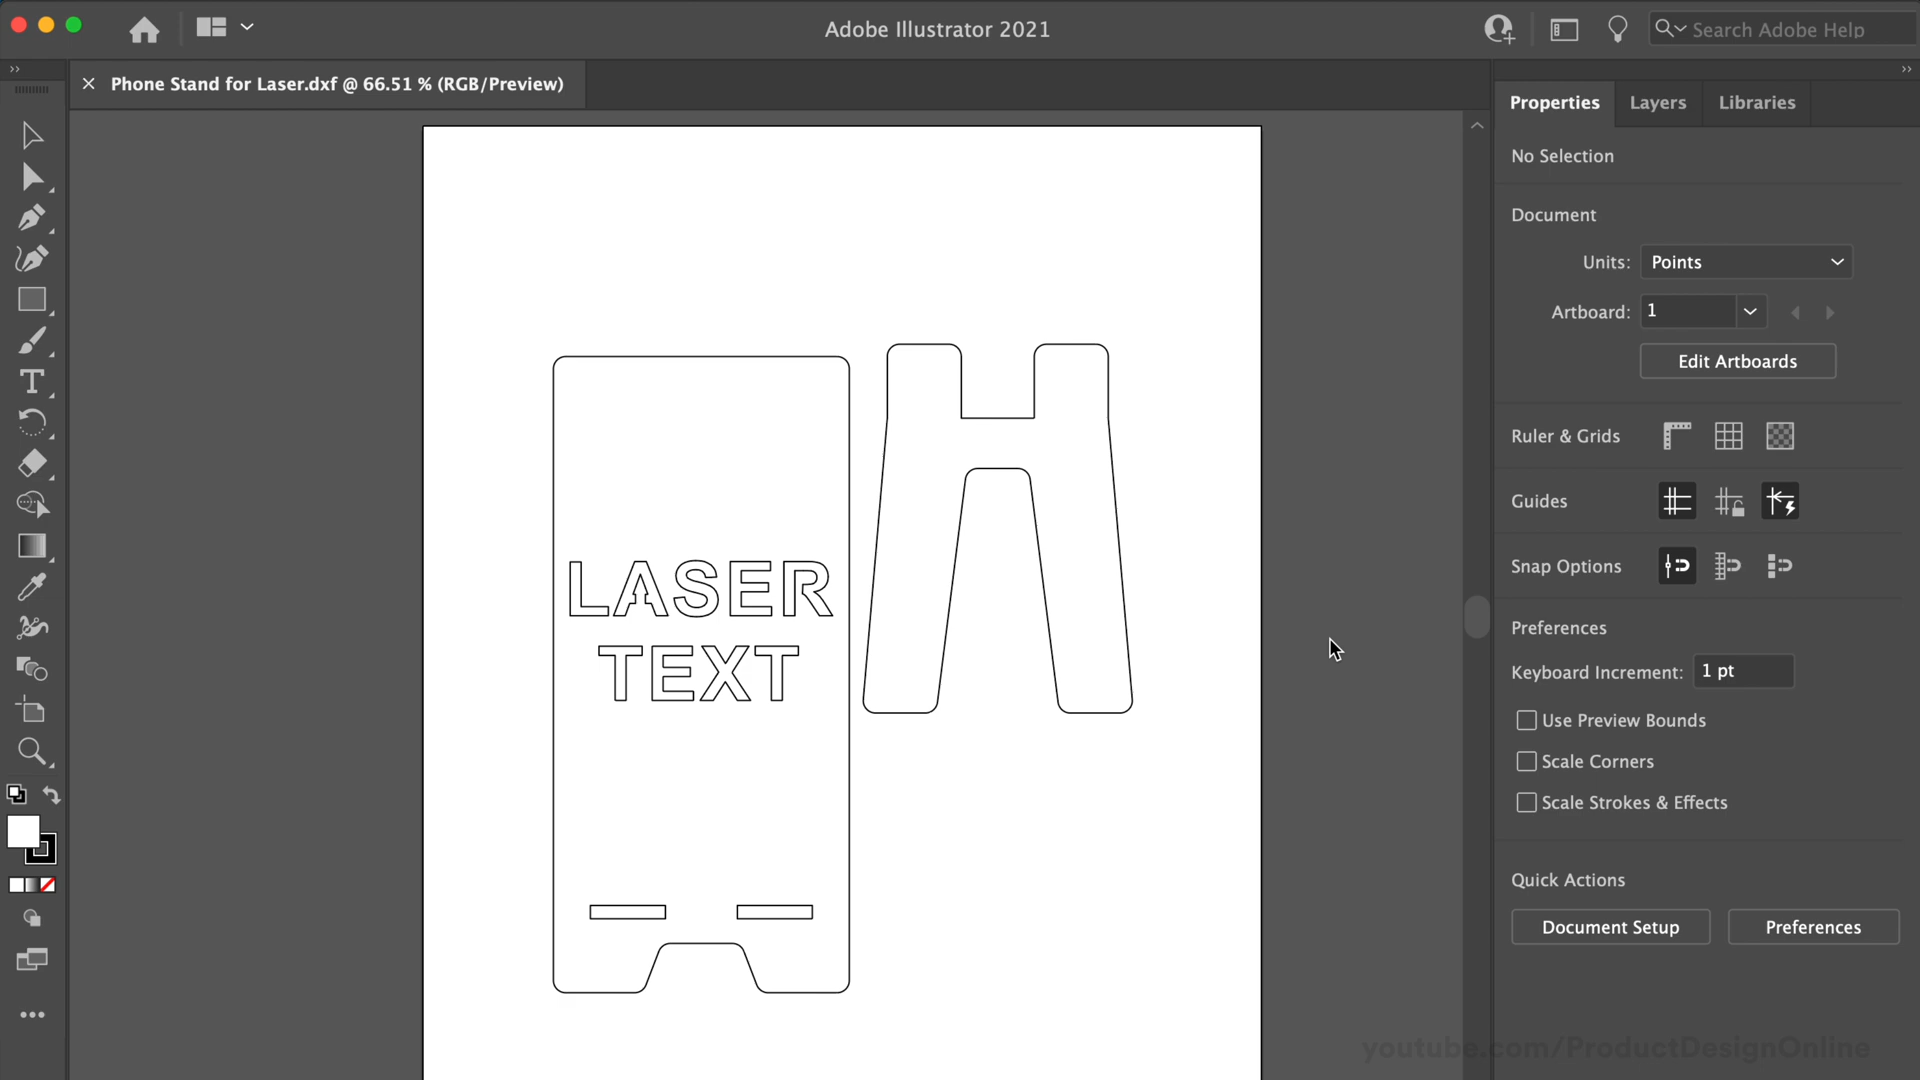 Adobe Illustrator 2021
Search Adobe Help
Phone Stand for Laser.dxf @ 66.51 % (RGB/Preview)
Properties
Layers
Libraries
No Selection
Document
Units:
Points
Artboard:
1
Edit Artboards
Ruler & Grids
Guides
Snap Options
Preferences
Keyboard Increment:
1 pt
Use Preview Bounds
Scale Corners
Scale Strokes & Effects
Quick Actions
Document Setup
Preferences
LASER
TEXT
youtube.com/ProductDesignOnline